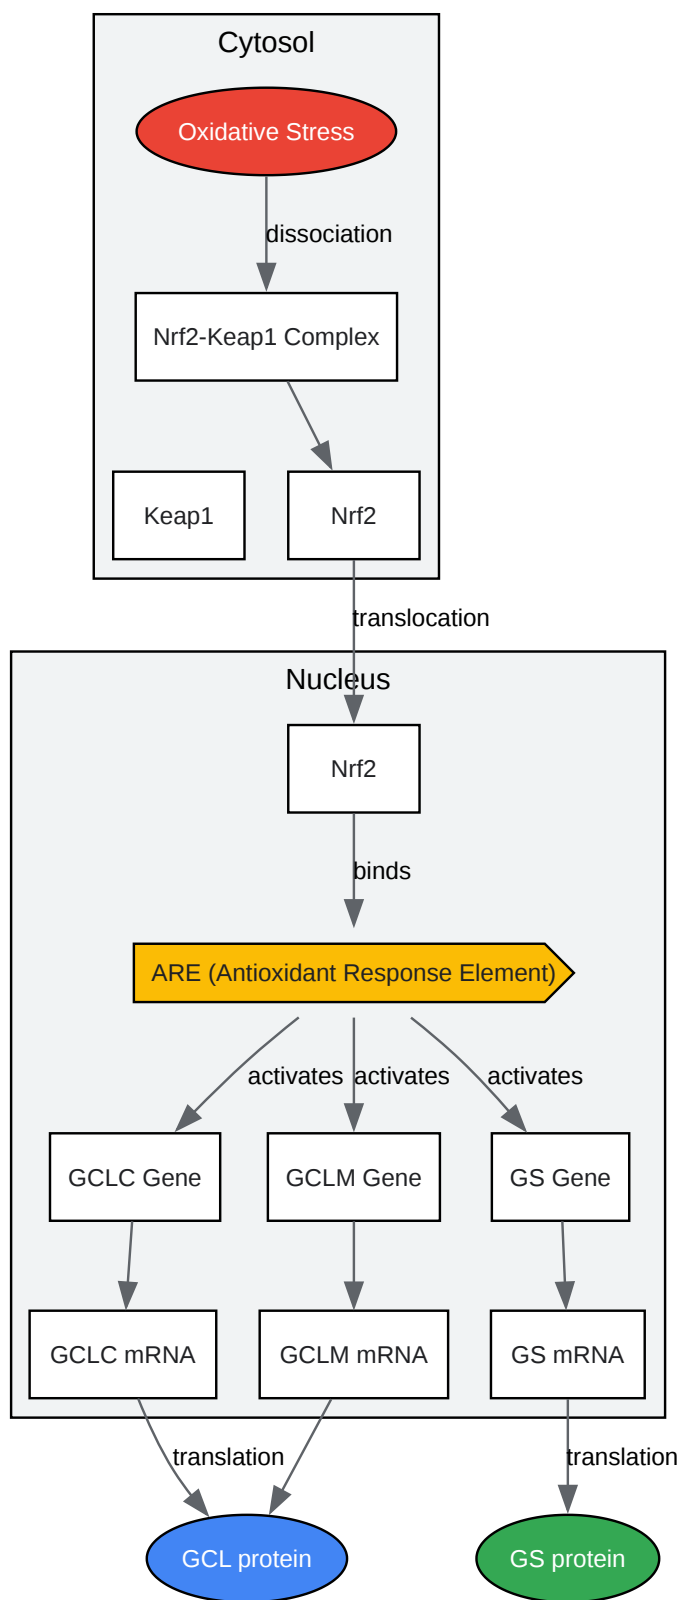 Cytosol
Oxidative Stress
dissociation
Nrf2-Keap1 Complex
Keap1
Nrf2
translocation
Nucleus
Nrf2
binds
ARE (Antioxidant Response Element)
activates
activates
activates
GCLC Gene
GCLM Gene
GS Gene
GCLC mRNA
GCLM mRNA
GS mRNA
translation
translation
GCL protein
GS protein